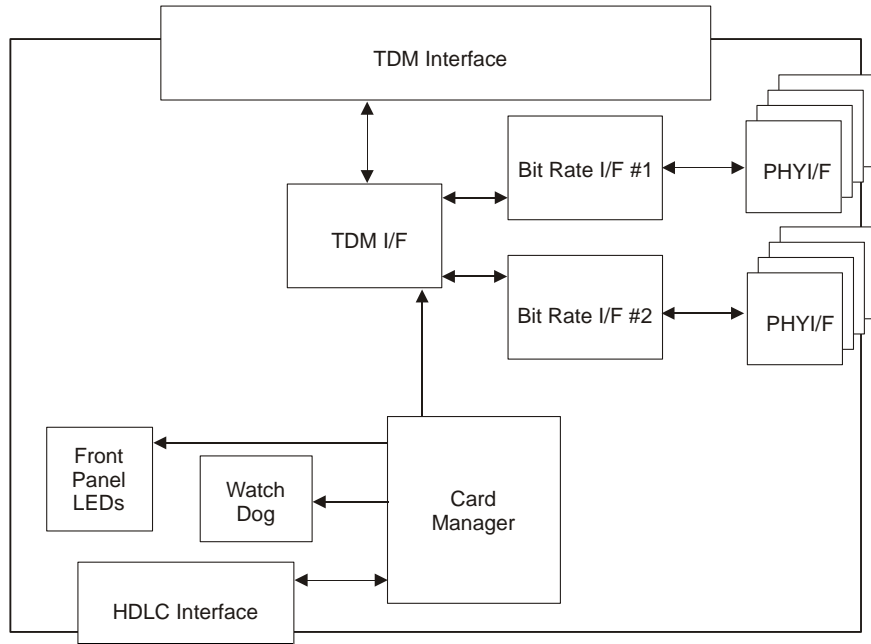 TDM Interface
Bit Rate I/F #1
PHYI/F
TDM I/F
Bit Rate I/F #2
PHYI/F
Front
Panel
LEDs
Watch
Dog
Card
Manager
HDLC Interface